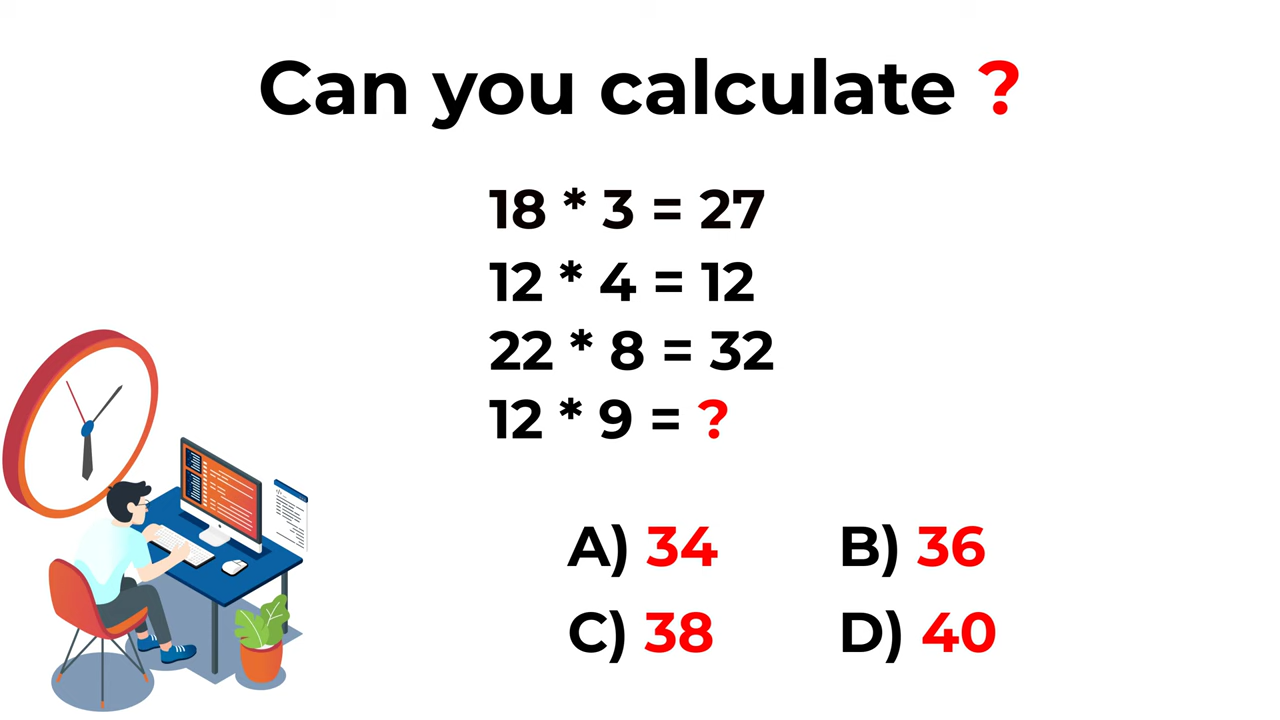 Can you calculate ?
18 * 3 = 27
12 * 4 = 12
22 * 8 = 32
12 * 9 = ?
A) 34 B) 36
C) 38 D) 40